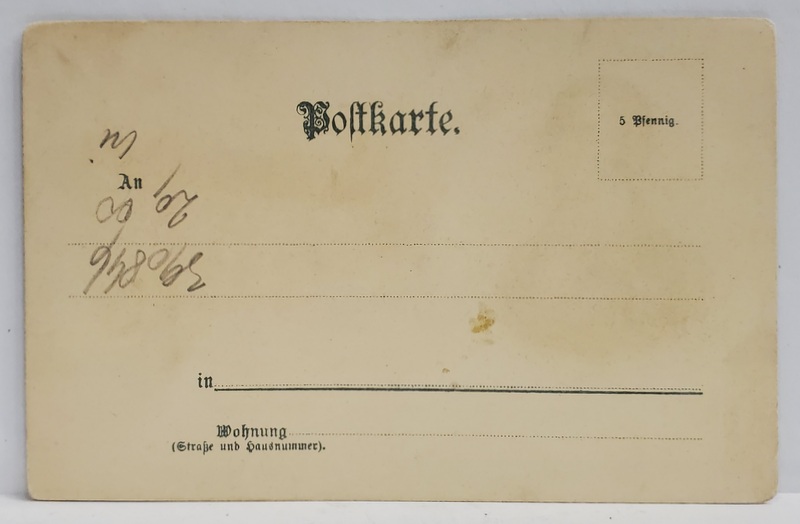 Postkarte.
5 Pfennig.
An
in
Wohnung
(Straße und Hausnummer).